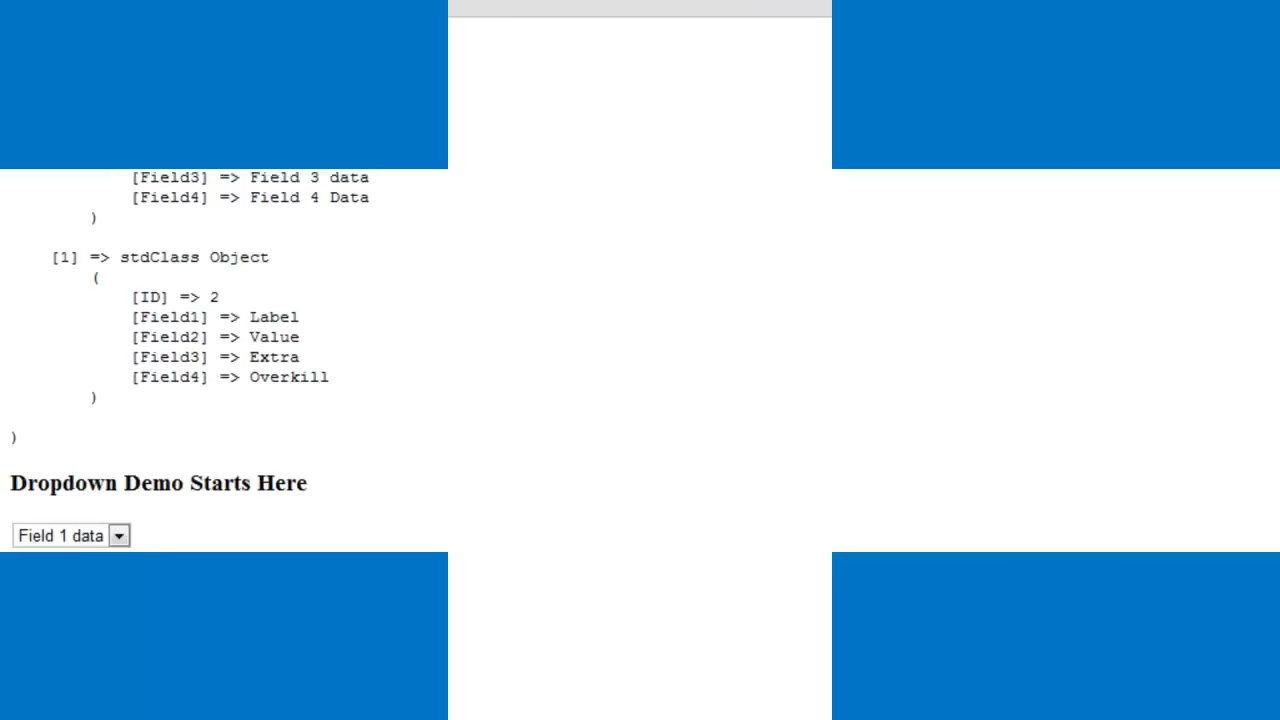 [Field3] => Field 3 data
[Field4] => Field 4 Data
)
[1] => stdClass Object
(
[ID] => 2
[Field1] => Label
[Field2] => Value
[Field3] => Extra
[Field4] => Overkill
)
)
Dropdown Demo Starts Here
Field 1 data